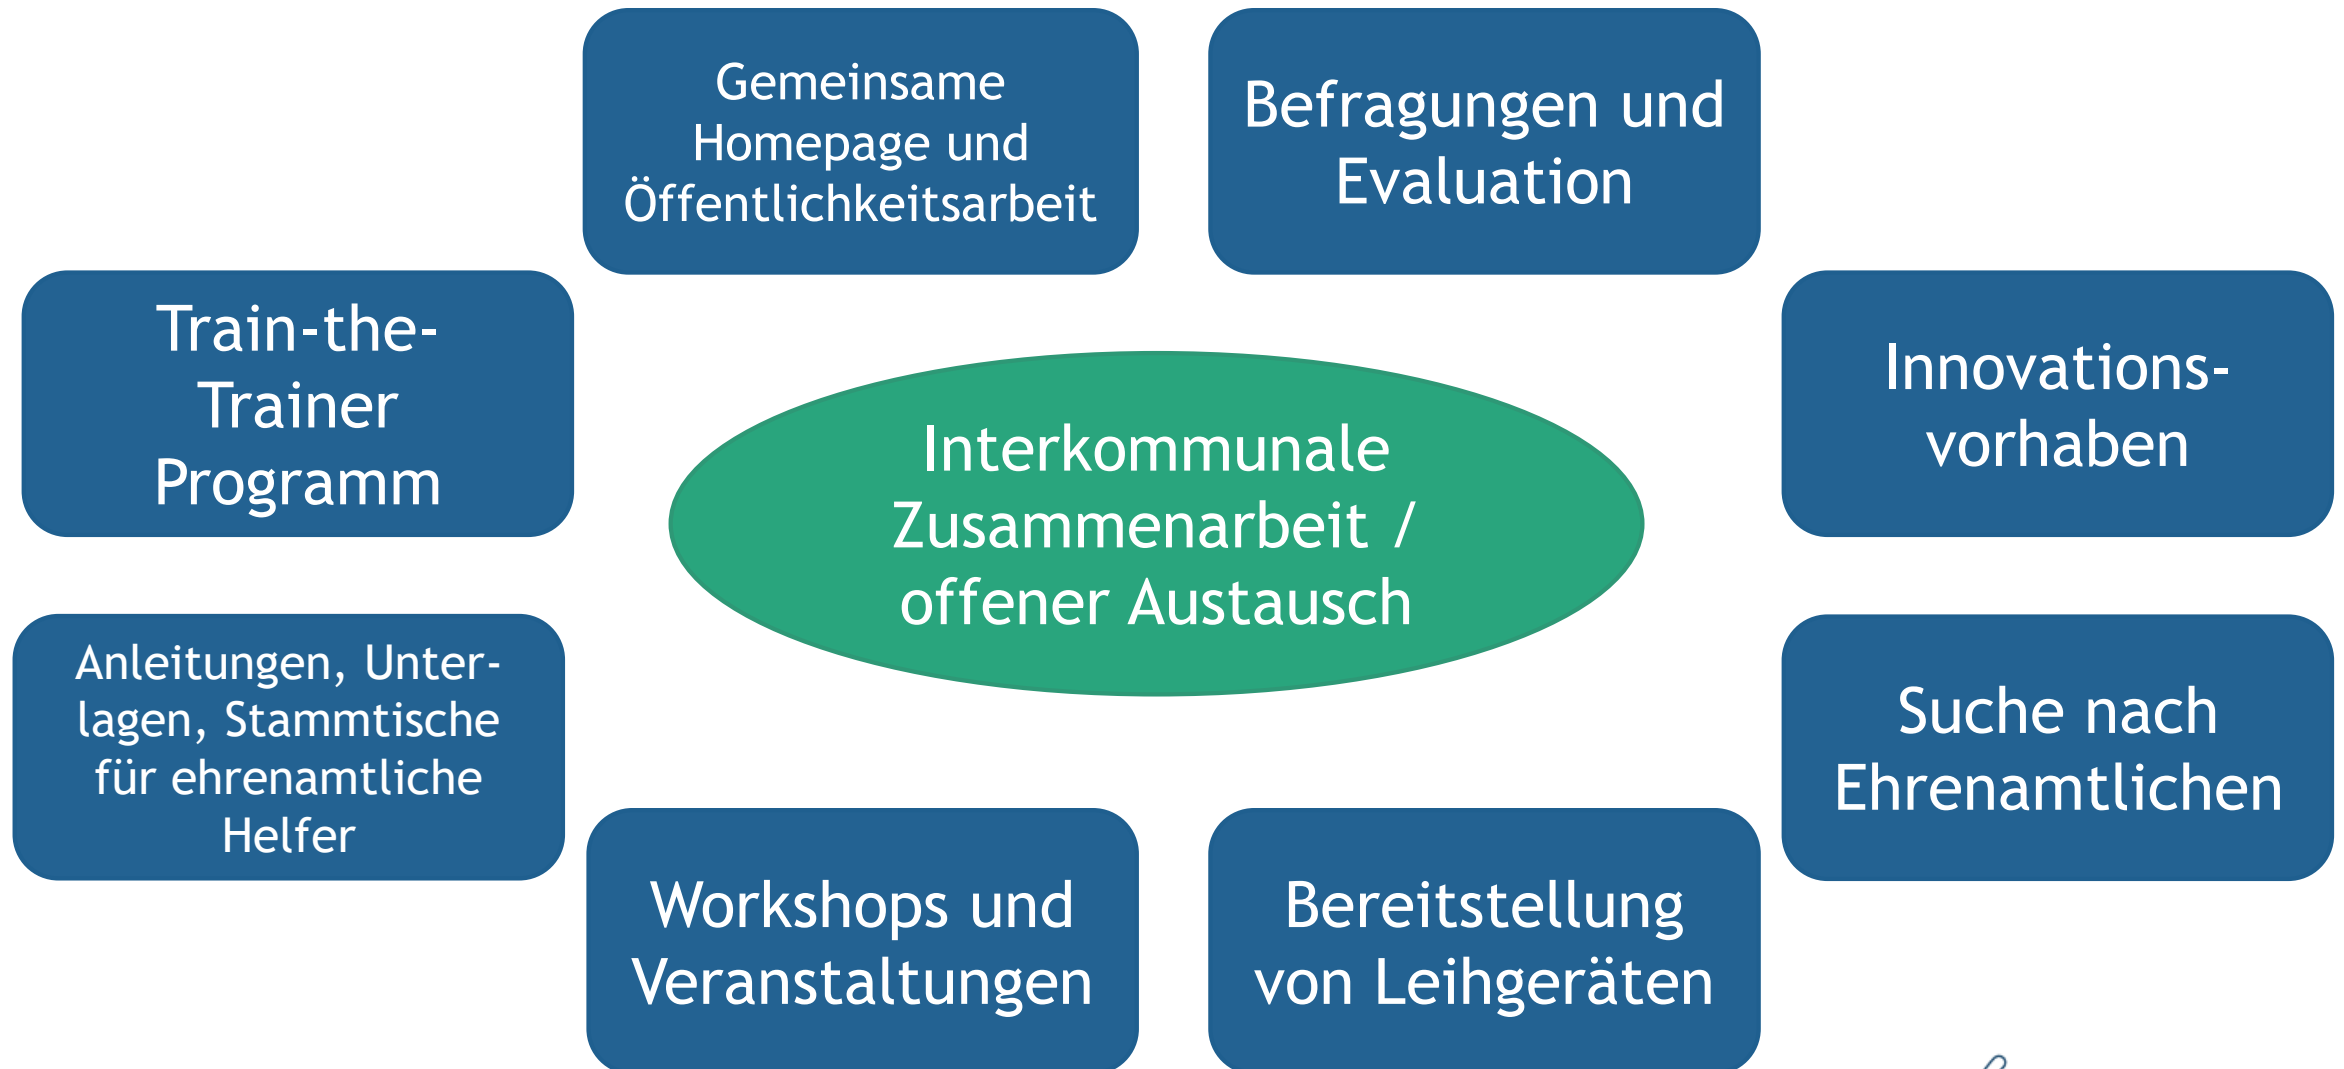 Gemeinsame
Homepage und
Öffentlichkeitsarbeit
Befragungen und
Evaluation
Train-the-
Trainer
Programm
Interkommunale
Zusammenarbeit /
offener Austausch
Innovations-
vorhaben
Anleitungen, Unter-
lagen, Stammtische
für ehrenamtliche
Helfer
Suche nach
Ehrenamtlichen
Workshops und
Veranstaltungen
Bereitstellung
von Leihgeräten